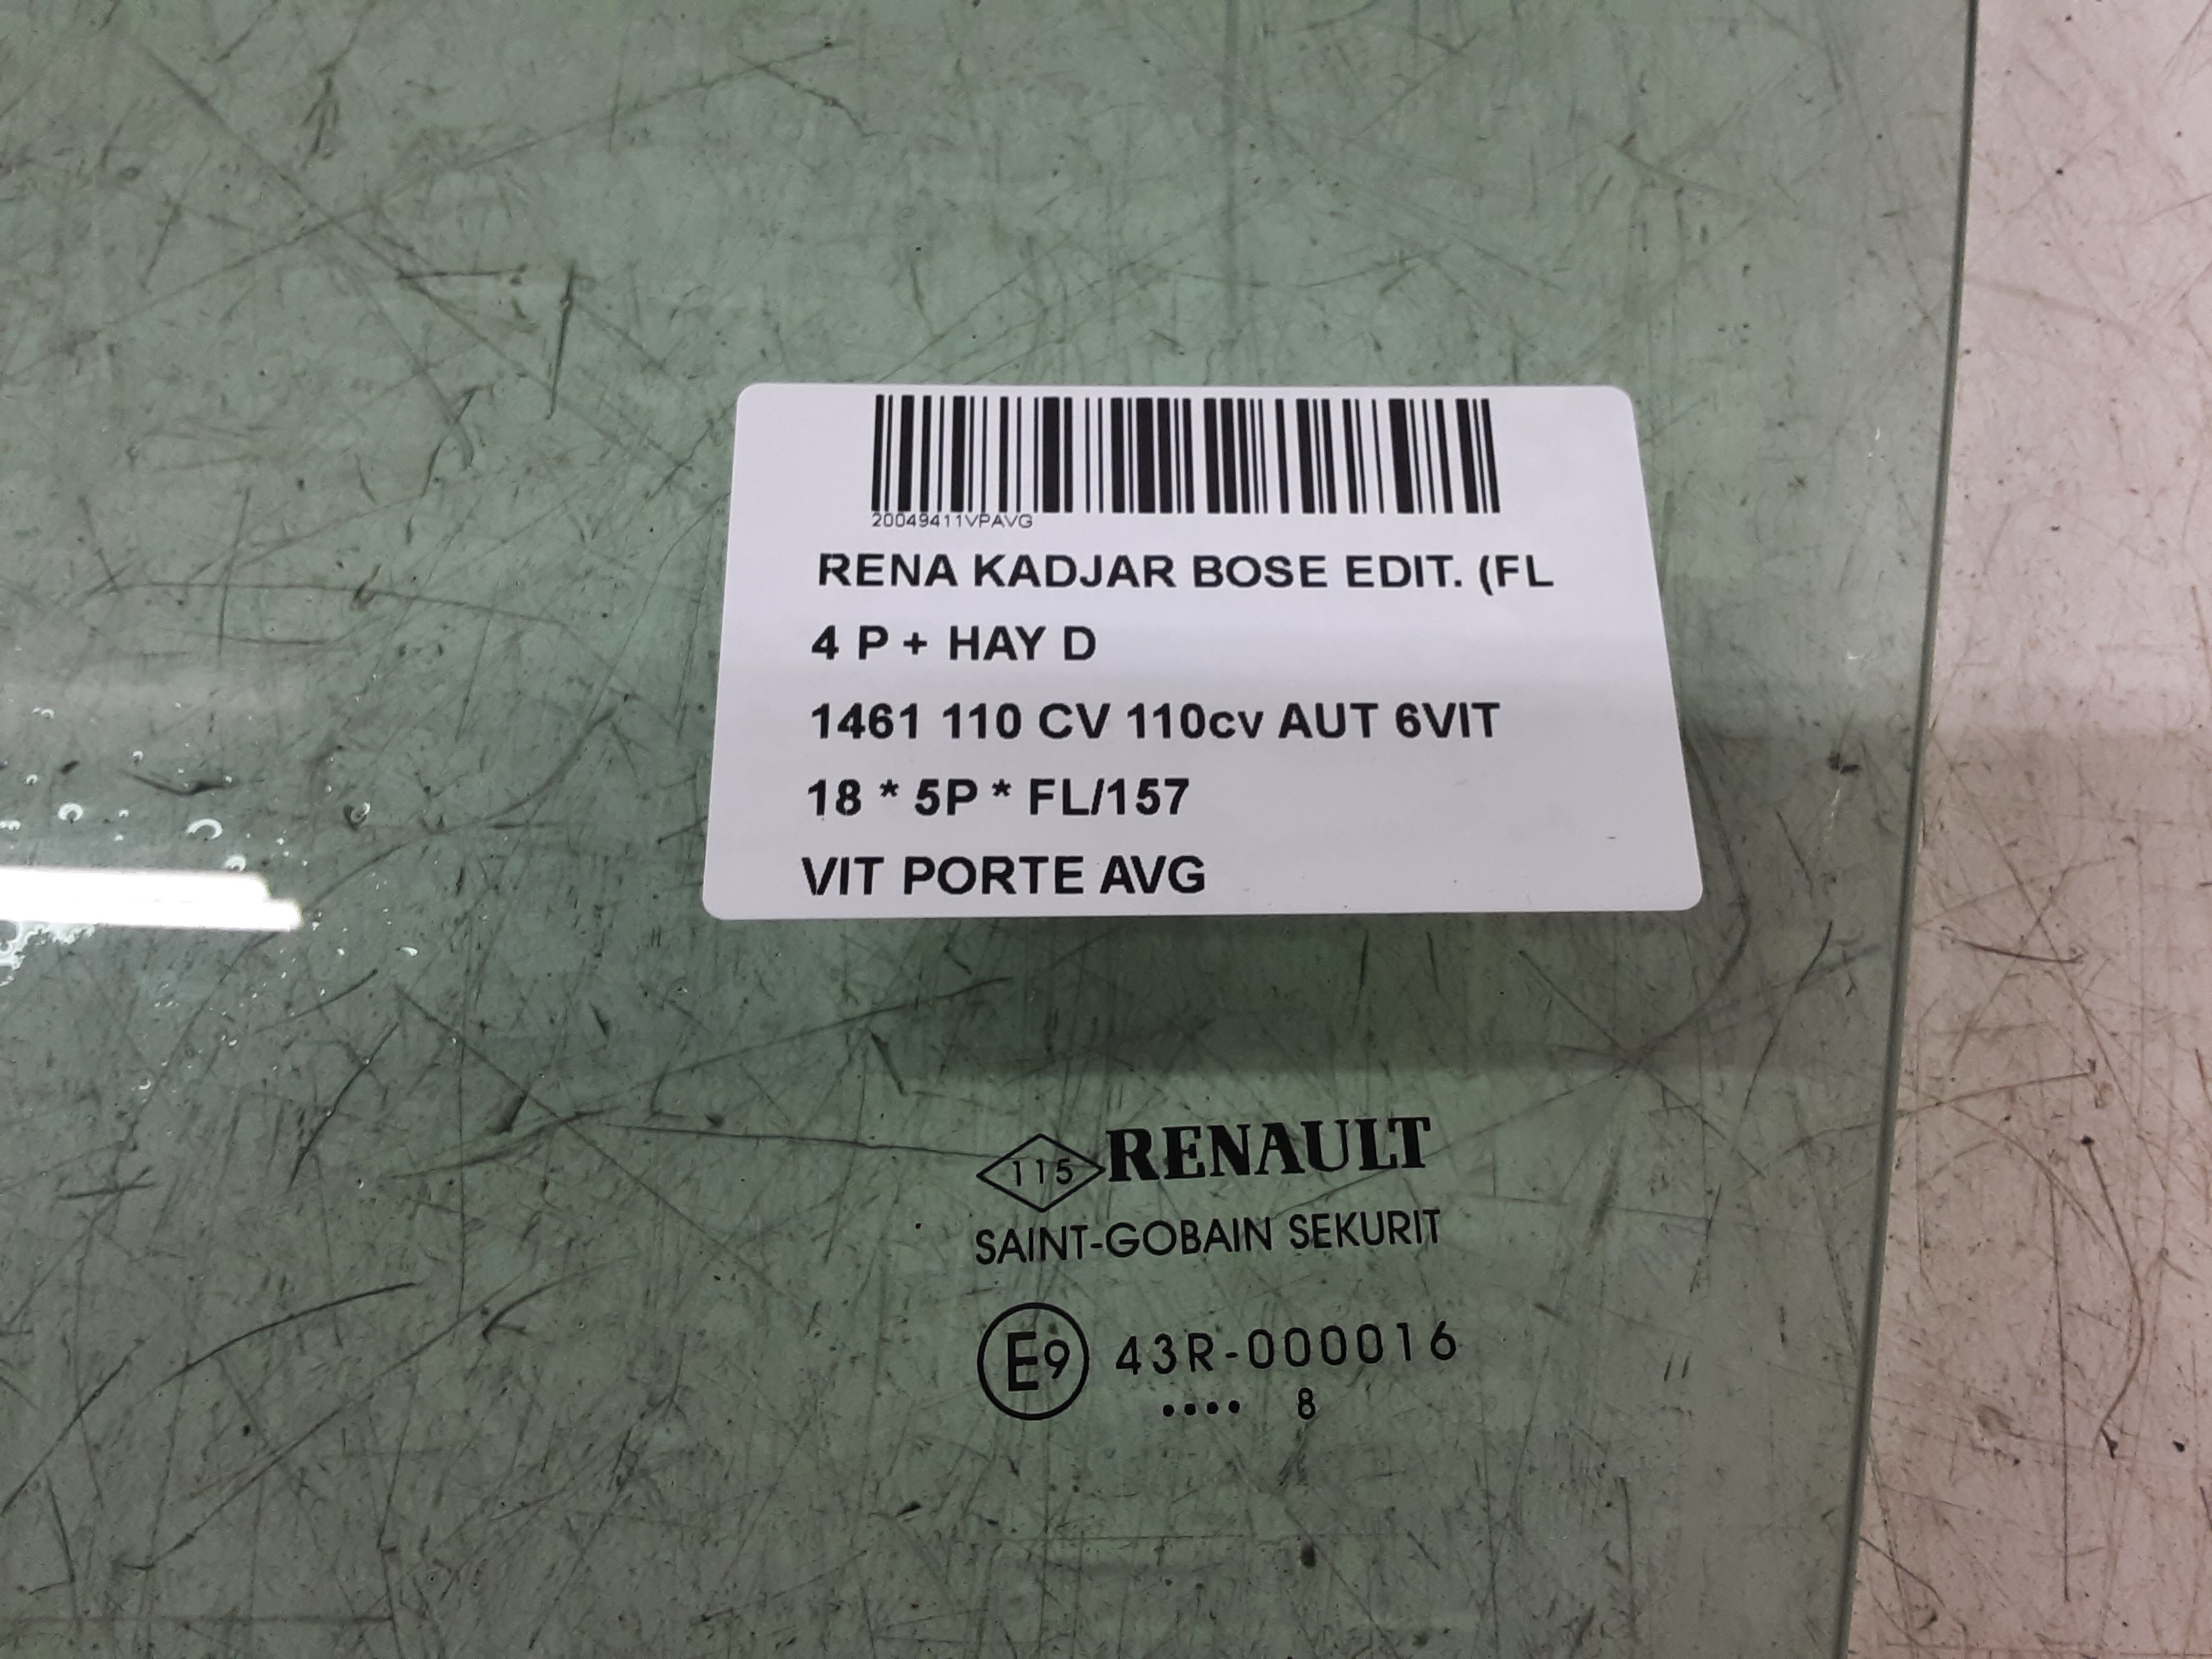 20049411VPAVG
RENA KADJAR BOSE EDIT. (FL
4 P + HAY D
1461 110 CV 110cv AUT 6VIT
18 * 5P * FL/157
VIT PORTE AVG
115 RENAULT
SAINT-GOBAIN SEKURIT
E9 43R-000016
.... 8